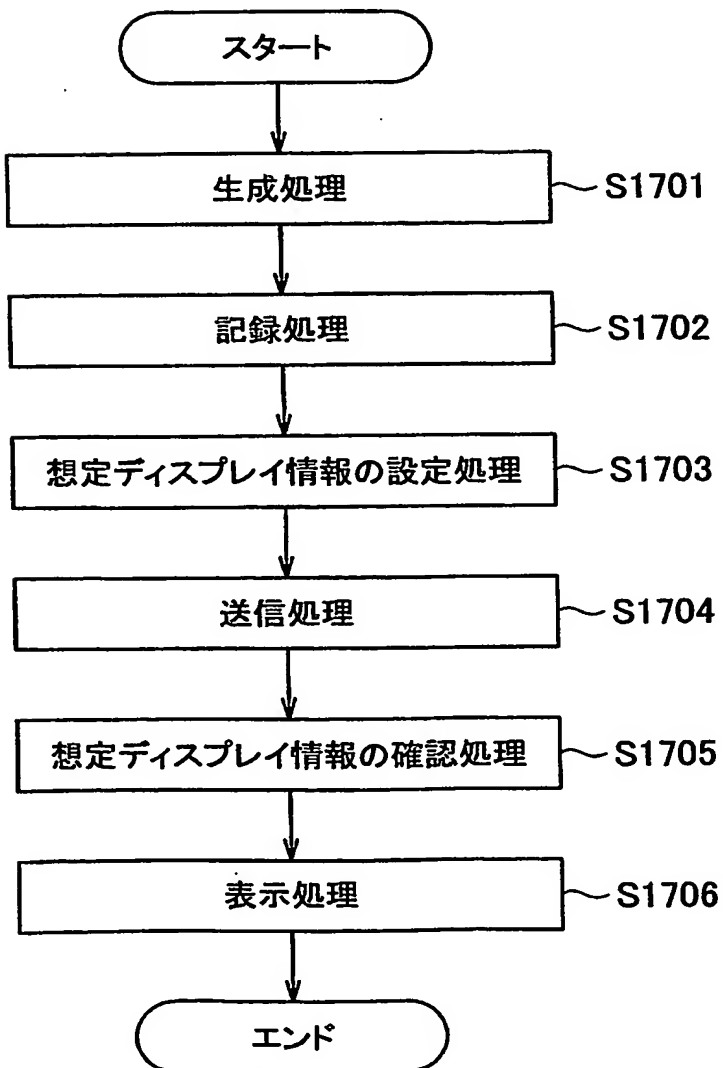 スタート
生成処理 S1701
記録処理 S1702
想定ディスプレイ情報の設定処理 S1703
送信処理 S1704
想定ディスプレイ情報の確認処理 S1705
表示処理 S1706
エンド